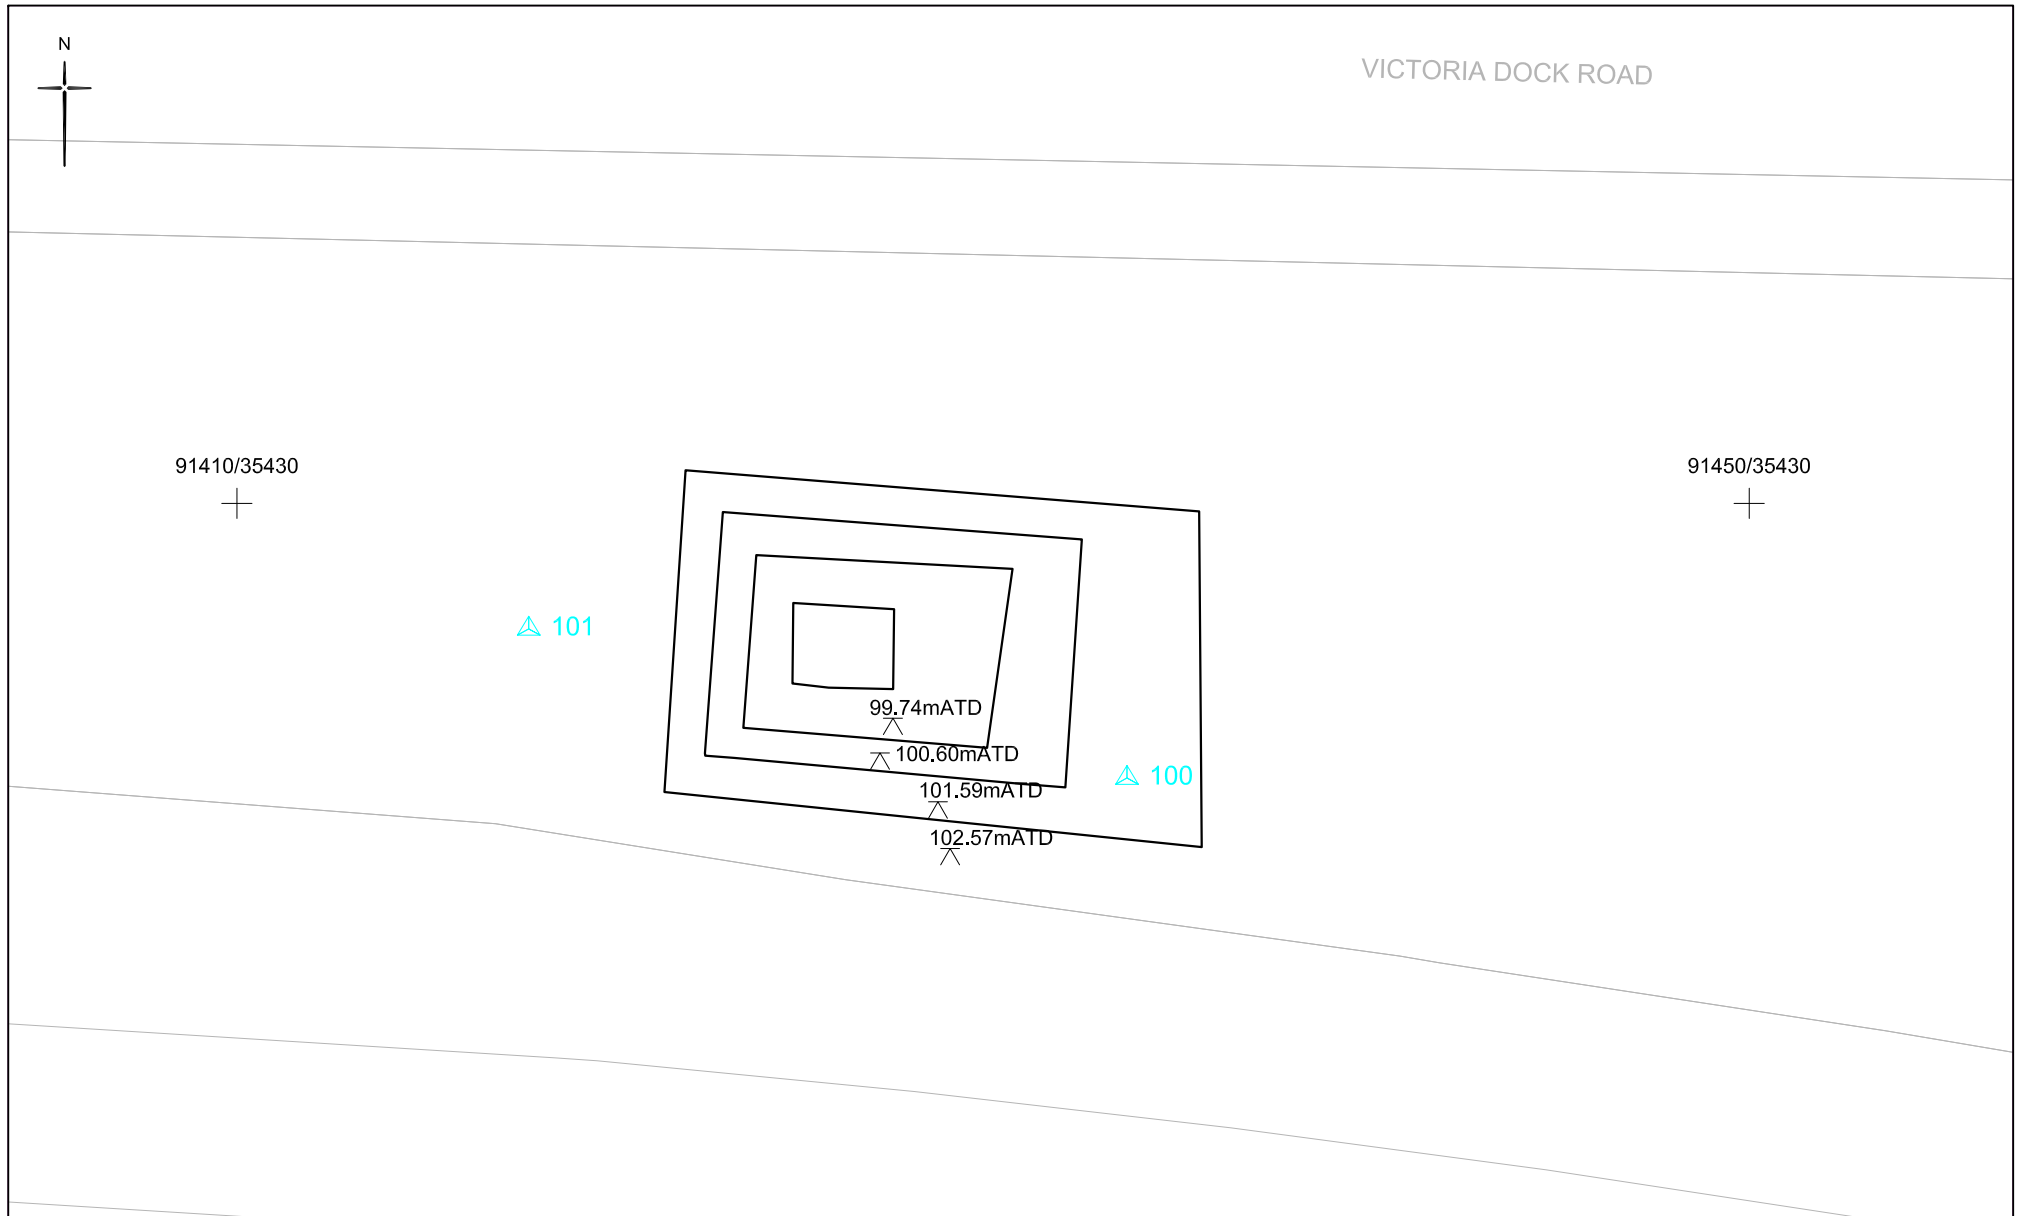 N
VICTORIA DOCK ROAD
91410/35430
91450/35430
101
99.74mATD
100.60mATD
100
101.59mATD
102.57mATD